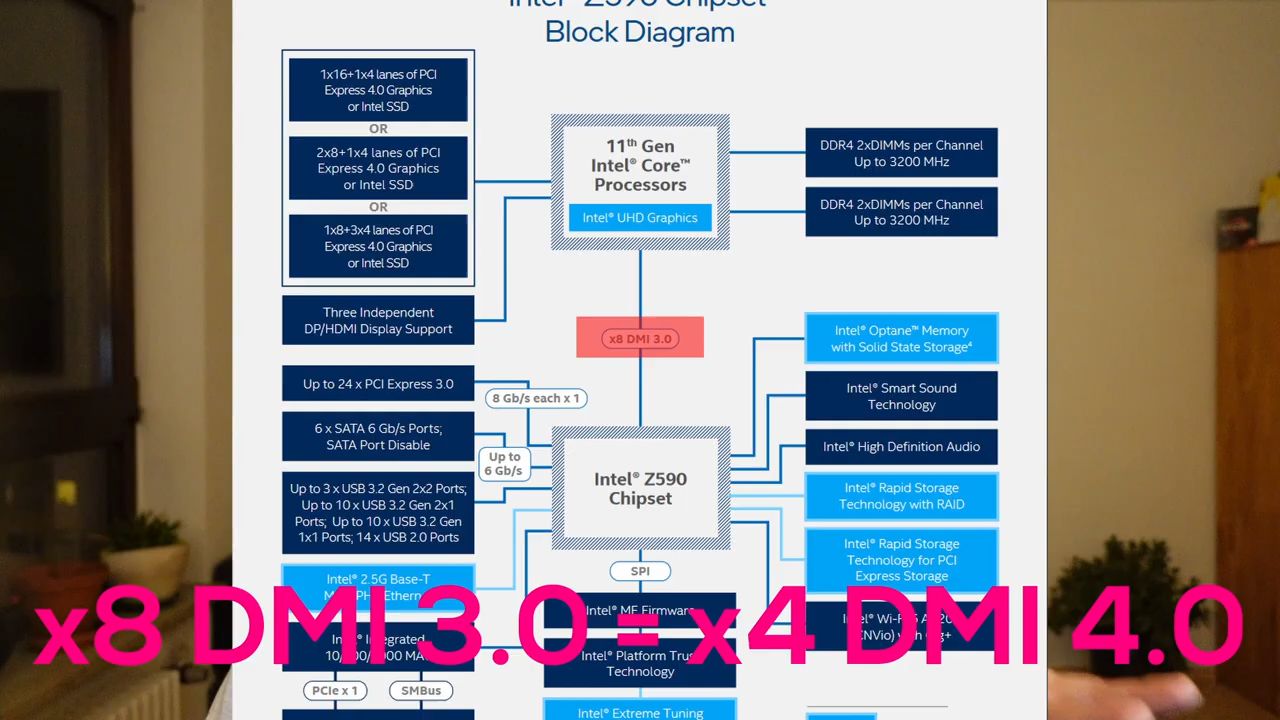 Intel® Z590 Chipset
Block Diagram
1x16+1x4 lanes of PCI
Express 4.0 Graphics
or Intel SSD
OR
2x8+1x4 lanes of PCI
Express 4.0 Graphics
or Intel SSD
OR
1x8+3x4 lanes of PCI
Express 4.0 Graphics
or Intel SSD
Three Independent
DP/HDMI Display Support
11th Gen
Intel® Core™
Processors
Intel® UHD Graphics
DDR4 2xDIMMs per Channel
Up to 3200 MHz
DDR4 2xDIMMs per Channel
Up to 3200 MHz
x8 DMI 3.0
Up to 24 x PCI Express 3.0
8 Gb/s each x 1
6 x SATA 6 Gb/s Ports;
SATA Port Disable
Up to
6 Gb/s
Up to 3 x USB 3.2 Gen 2x2 Ports;
Up to 10 x USB 3.2 Gen 2x1
Ports; Up to 10 x USB 3.2 Gen
1x1 Ports; 14 x USB 2.0 Ports
Intel® 2.5G Base-T
Intel® Integrated
PCIe x 1
SMBus
Intel® Z590
Chipset
SPI
Intel® ME Firmware
Intel® Platform Trust
Technology
Intel® Extreme Tuning
Intel® Optane™ Memory
with Solid State Storage⁴
Intel® Smart Sound
Technology
Intel® High Definition Audio
Intel® Rapid Storage
Technology with RAID
Intel® Rapid Storage
Technology for PCI
Express Storage
x8 DMI 3.0 = x4 DMI 4.0